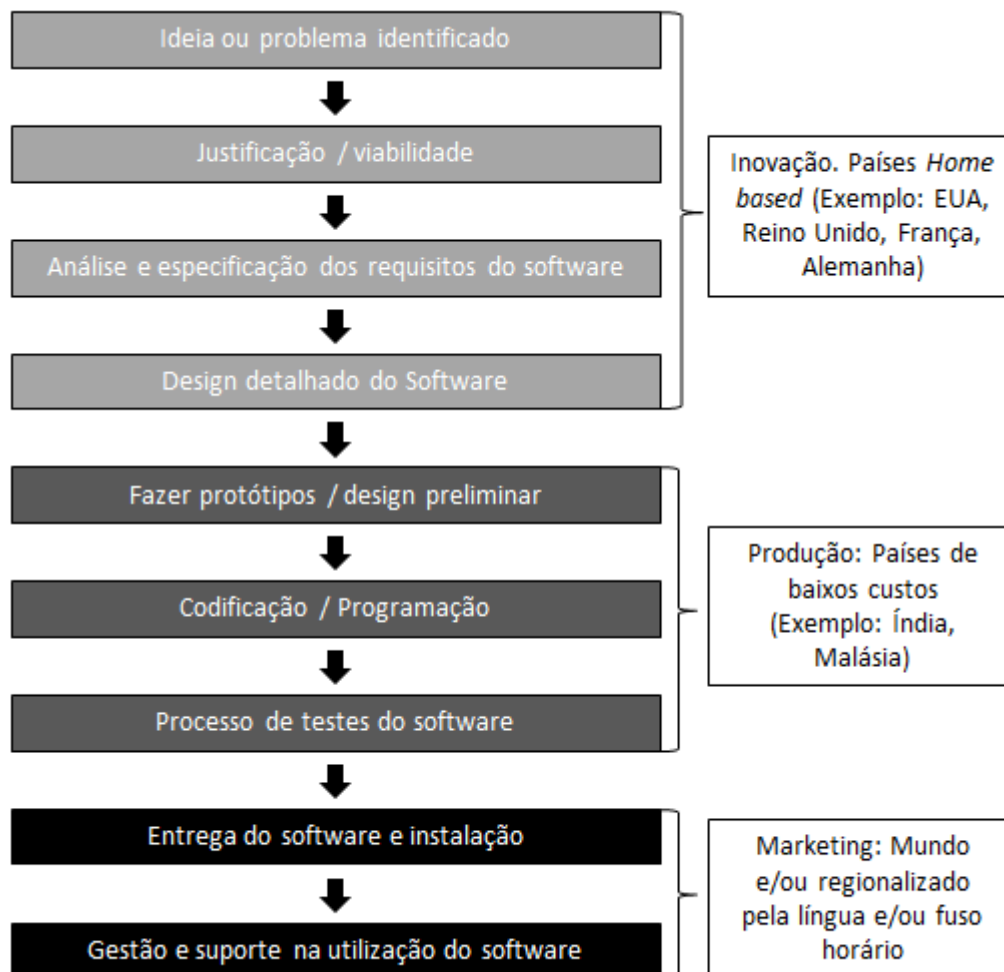 Ideia ou problema identificado
Justificação / viabilidade
Análise e especificação dos requisitos do software
Design detalhado do Software
Inovação. Países Home
based (Exemplo: EUA,
Reino Unido, França,
Alemanha)
Fazer protótipos / design preliminar
Codificação / Programação
Processo de testes do software
Produção: Países de
baixos custos
(Exemplo: Índia,
Malásia)
Entrega do software e instalação
Gestão e suporte na utilização do software
Marketing: Mundo
e/ou regionalizado
pela língua e/ou fuso
horário